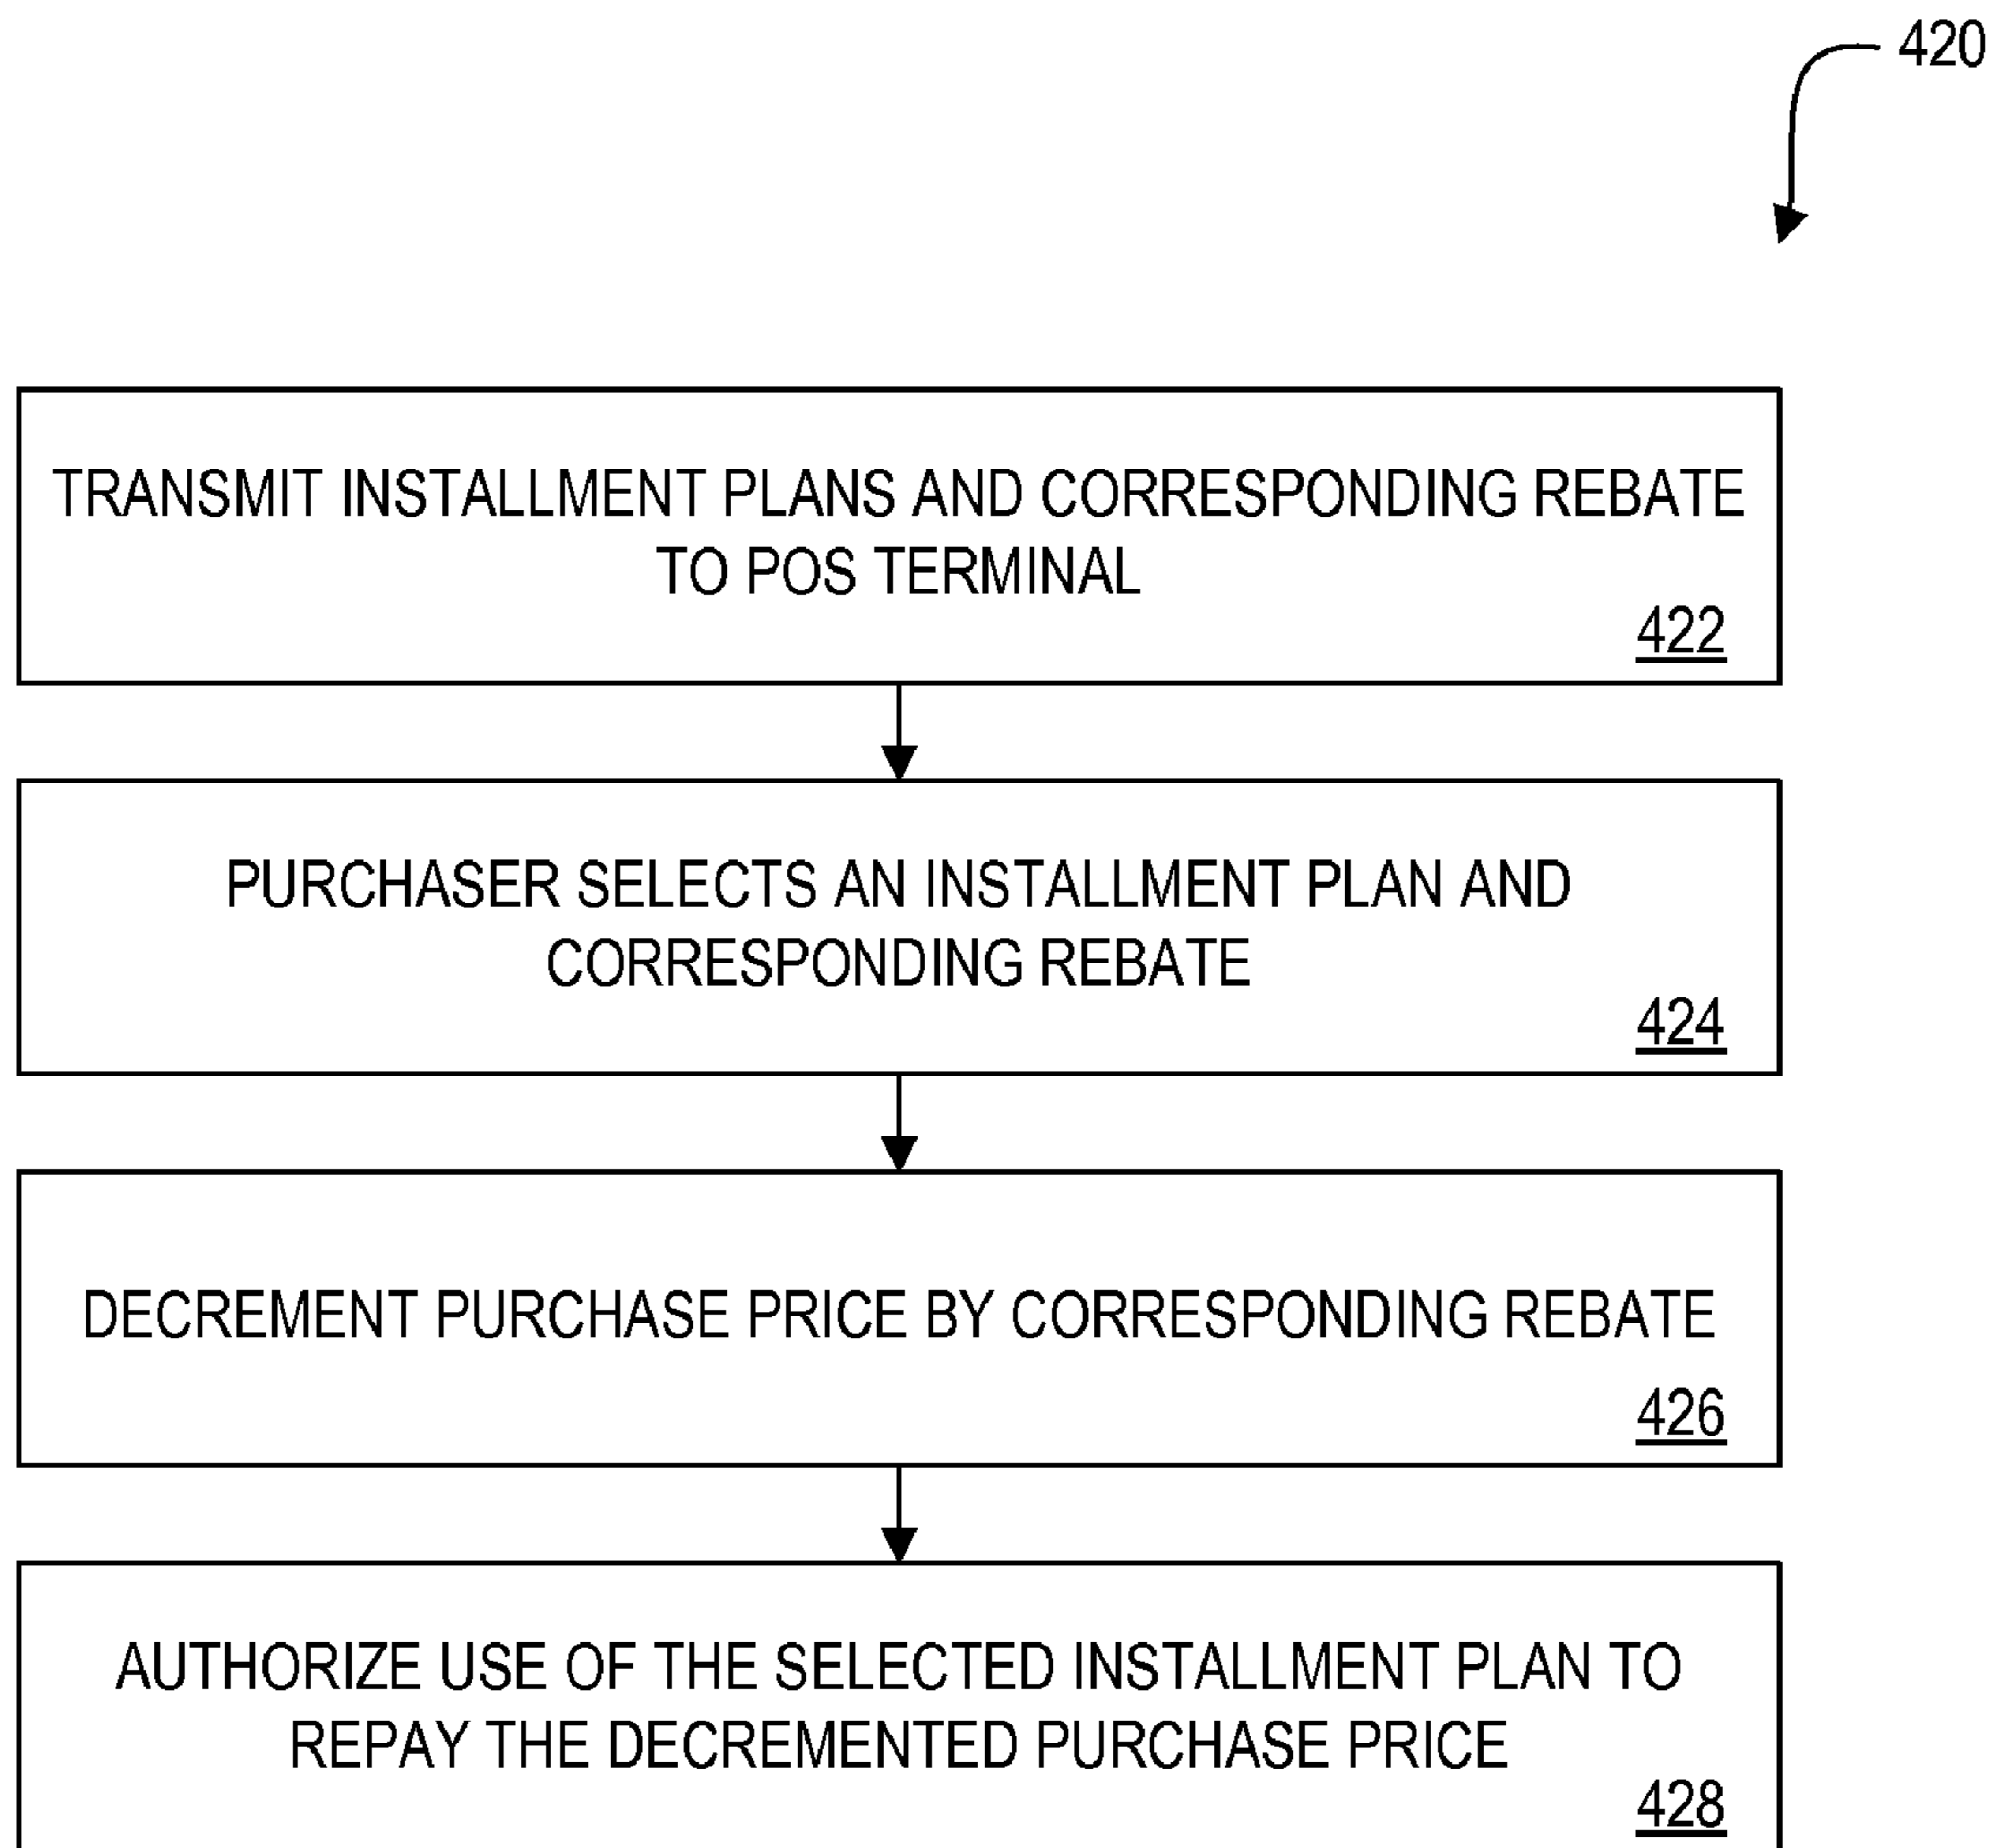 420
TRANSMIT INSTALLMENT PLANS AND CORRESPONDING REBATE
TO POS TERMINAL
422
PURCHASER SELECTS AN INSTALLMENT PLAN AND
CORRESPONDING REBATE
424
DECREMENT PURCHASE PRICE BY CORRESPONDING REBATE
426
AUTHORIZE USE OF THE SELECTED INSTALLMENT PLAN TO
REPAY THE DECREMENTED PURCHASE PRICE
428